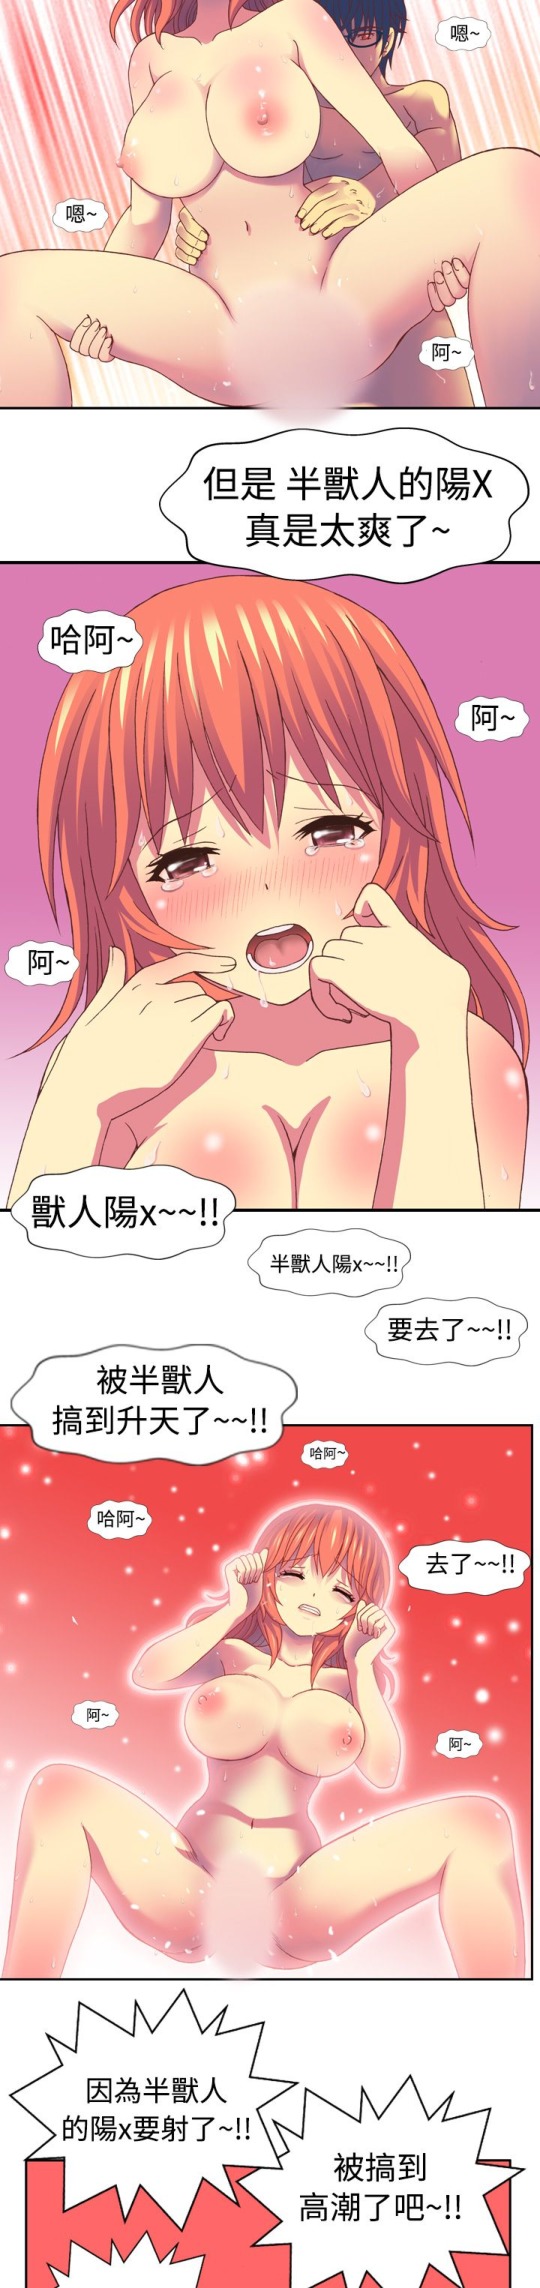 嗯~
嗯~
阿~
但是 半獸人的陽X
真是太爽了~
哈阿~
阿~
阿~
獸人陽x~~!!
半獸人陽x~~!!
要去了~~!!
被半獸人
搞到升天了~~!!
哈阿~
哈阿~
去了~~!!
阿~
阿~
因為半獸人
的陽x要射了~!!
被搞到
高潮了吧~!!